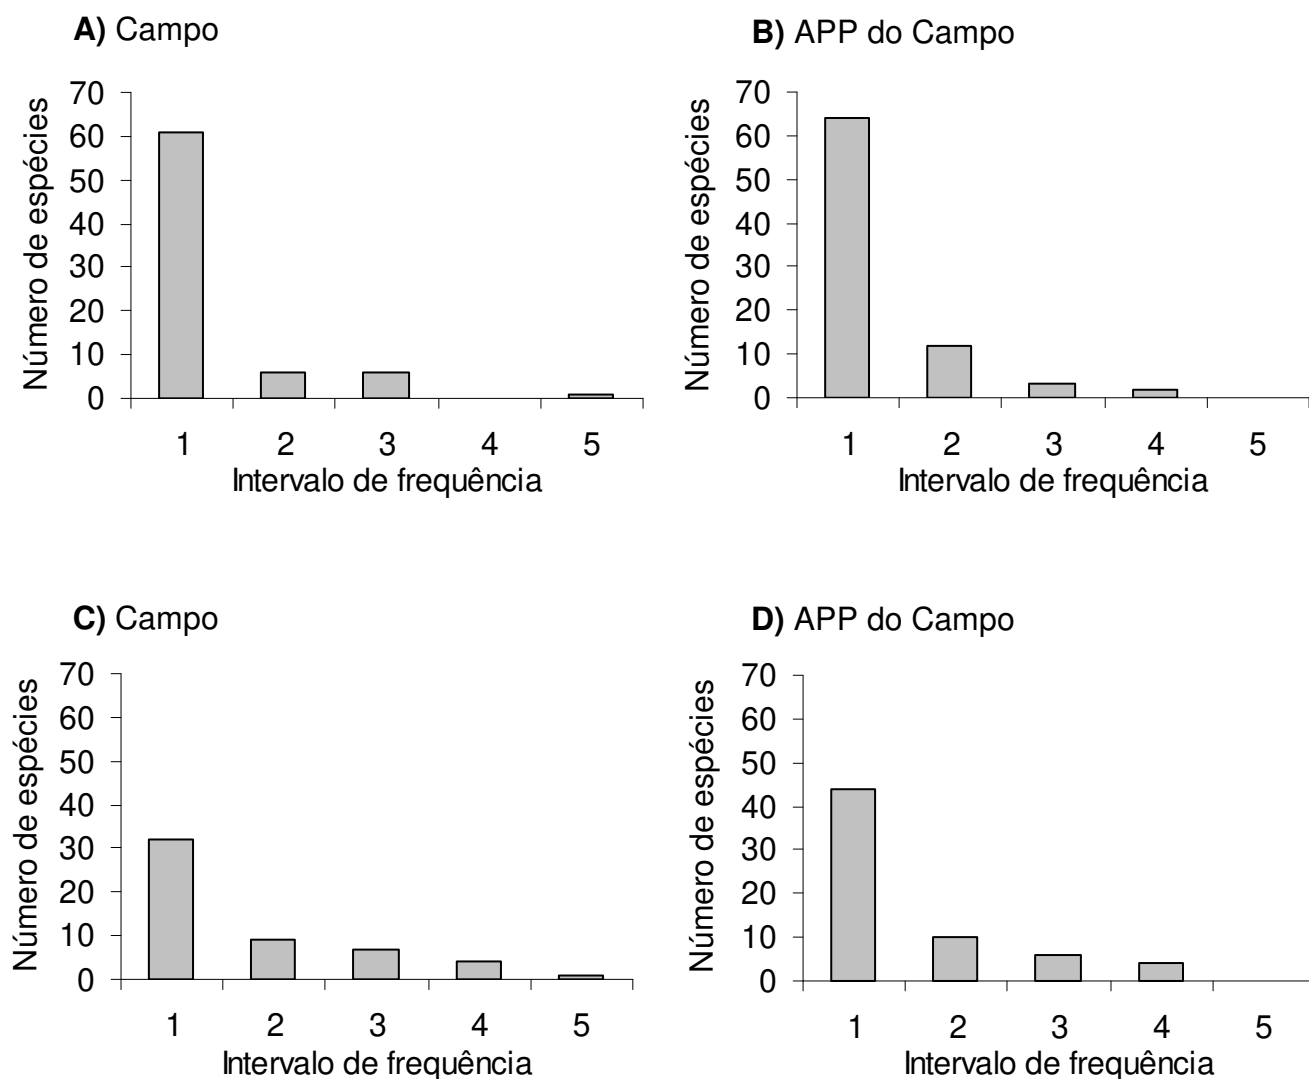 A) Campo
Número de espécies
70
60
50
40
30
20
10
0
1 2 3 4 5
Intervalo de frequência
B) APP do Campo
Número de espécies
70
60
50
40
30
20
10
0
1 2 3 4 5
Intervalo de frequência
C) Campo
Número de espécies
70
60
50
40
30
20
10
0
1 2 3 4 5
Intervalo de frequência
D) APP do Campo
Número de espécies
70
60
50
40
30
20
10
0
1 2 3 4 5
Intervalo de frequência